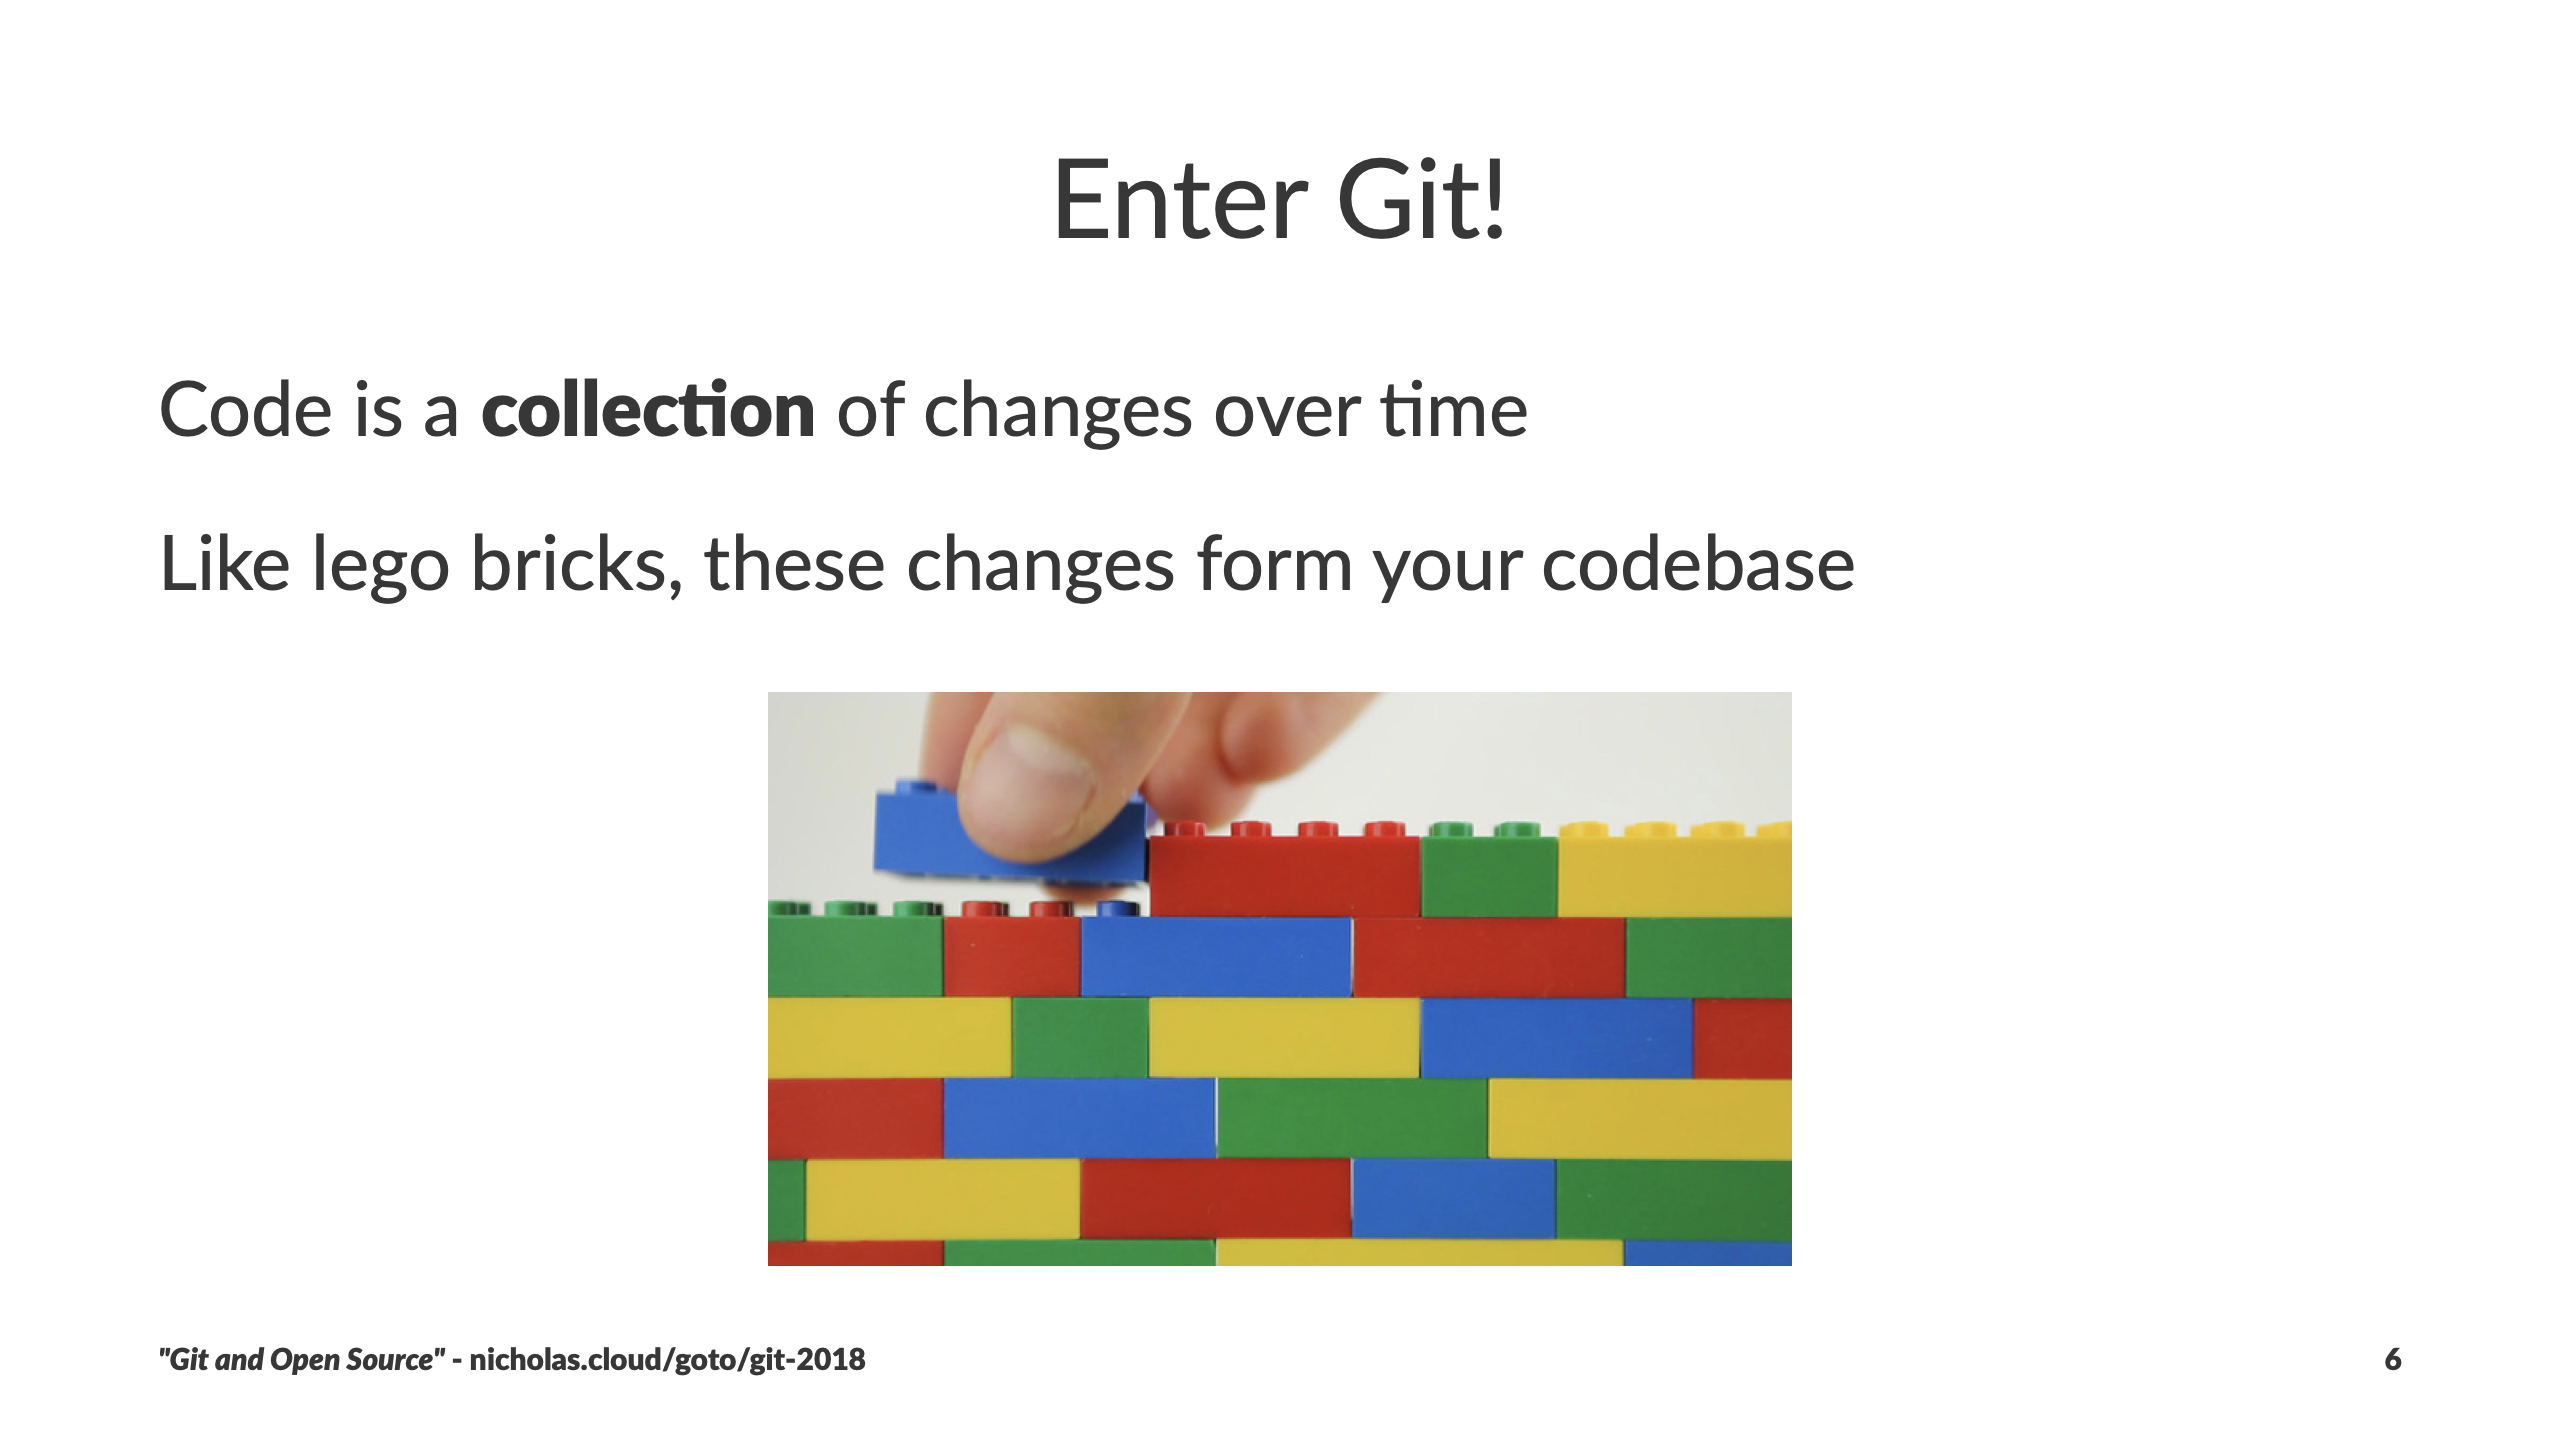 Enter Git!
Code is a collection of changes over time
Like lego bricks, these changes form your codebase
"Git and Open Source" - nicholas.cloud/goto/git-2018
6